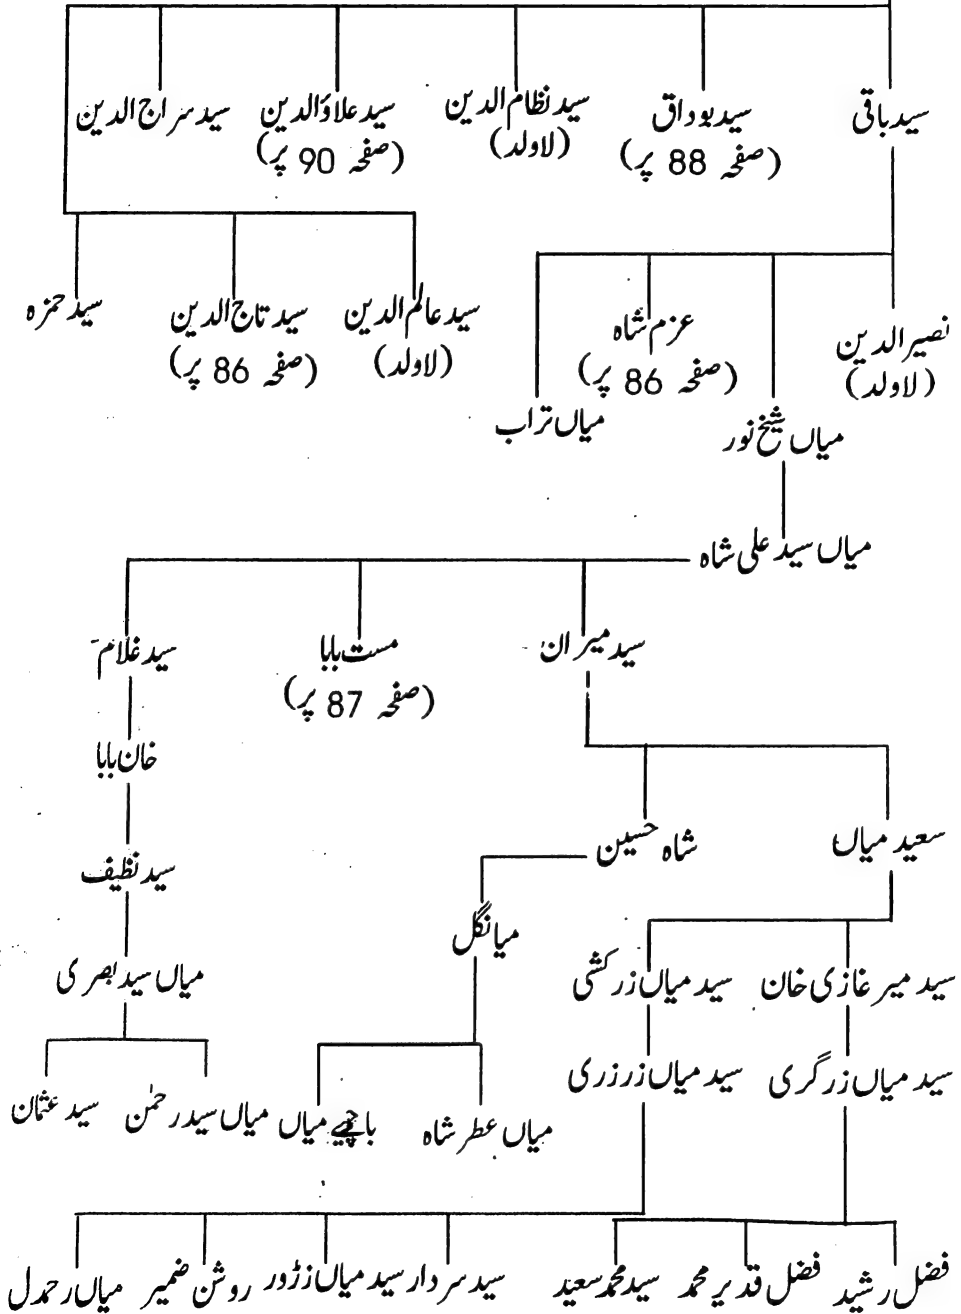 سید باقی
سید بوداق
(صفحہ 88 پر)
سید نظام الدین
(لاولد)
سید علاؤالدین
(صفحہ 90 پر)
سید سراج الدین
سید عالم الدین
(لاولد)
سید تاج الدین
(صفحہ 86 پر)
سید حمزہ
نصیر الدین
(لاولد)
میاں شیخ نور
عزم شاہ
(صفحہ 86 پر)
میاں تراب
میاں سید علی شاہ
سید میران
مست بابا
(صفحہ 87 پر)
سید غلام
خان بابا
سعید میاں
شاہ حسین
سید نظیف
میانگل
سید میر غازی خان
سید میاں زرکشی
میاں سید بصری
سید میاں زرگری
سید میاں زرزری
میاں عطر شاہ
باچیے میاں
میاں سید رحمٰن
سید عثمان
فضل رشید
فضل قدیر محمد
سید محمد سعید
سید سردار
سید میاں زڑور
روشن ضمیر
میاں رحمدل